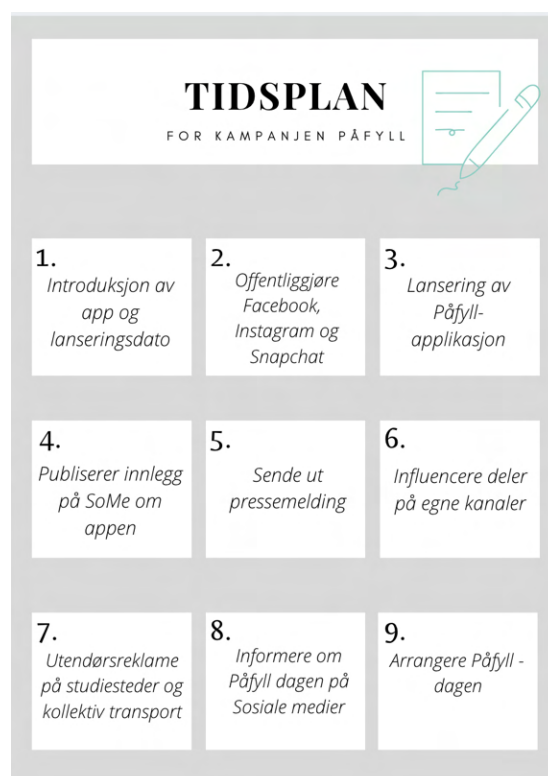 TIDSPLAN
FOR KAMPANJEN PÅFYLL
1.
Introduksjon av
app og
lanseringsdato
2.
Offentliggjøre
Facebook,
Instagram og
Snapchat
3.
Lansering av
Påfyll-
applikasjon
4.
Publiserer innlegg
på SoMe om
appen
5.
Sende ut
pressemelding
6.
Influencere deler
på egne kanaler
7.
Utendørsreklame
på studiesteder og
kollektiv transport
8.
Informere om
Påfyll dagen på
Sosiale medier
9.
Arrangere Påfyll -
dagen